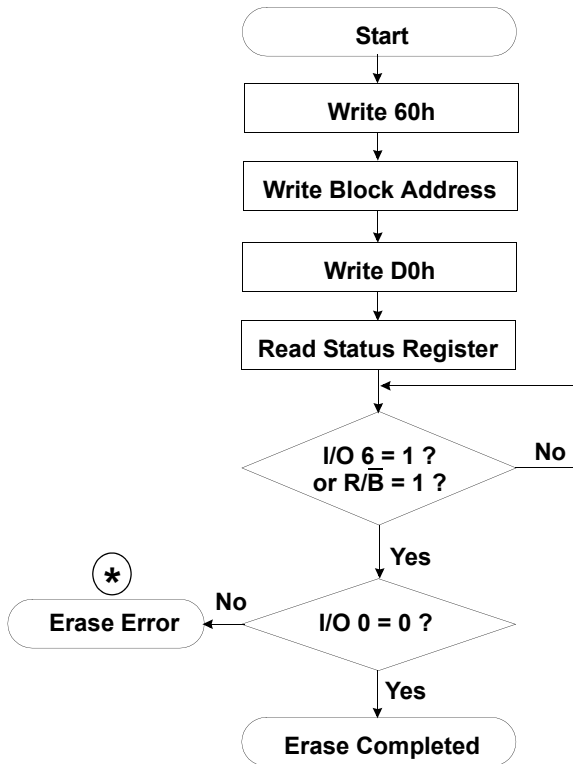 Start
Write 60h
Write Block Address
Write D0h
Read Status Register
I/O 6 = 1 ?
or R/B̅ = 1 ?
No
Yes
*
No
Erase Error
I/O 0 = 0 ?
Yes
Erase Completed